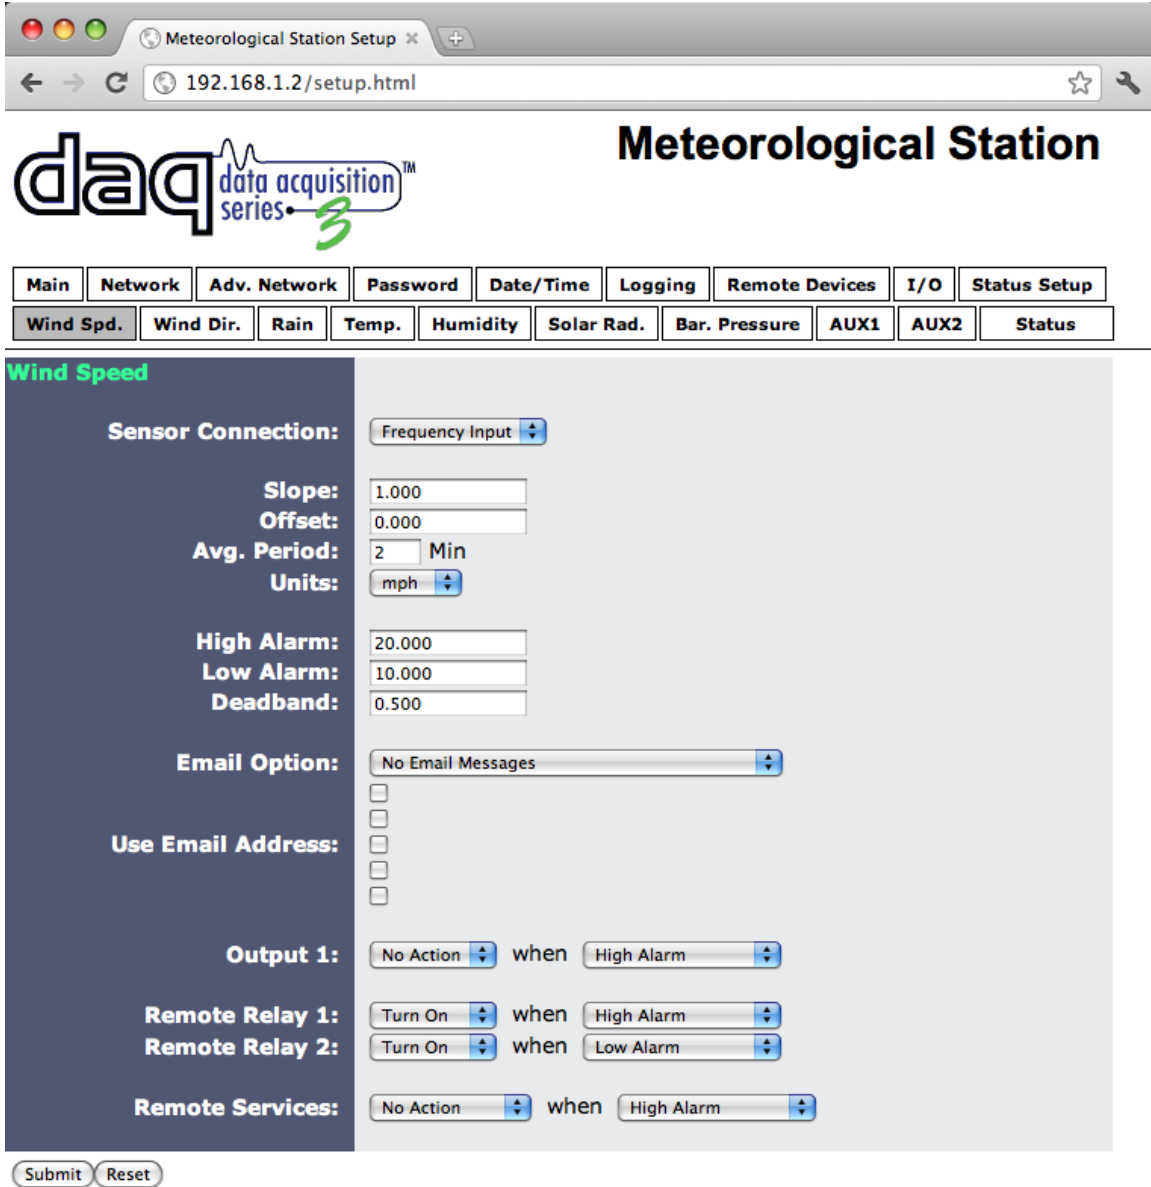 Meteorological Station Setup
192.168.1.2/setup.html
Meteorological Station
daq data acquisition series 3 TM
Main Network Adv. Network Password Date/Time Logging Remote Devices I/O Status Setup
Wind Spd. Wind Dir. Rain Temp. Humidity Solar Rad. Bar. Pressure AUX1 AUX2 Status
Wind Speed
Sensor Connection: Frequency Input
Slope: 1.000
Offset: 0.000
Avg. Period: 2 Min
Units: mph
High Alarm: 20.000
Low Alarm: 10.000
Deadband: 0.500
Email Option: No Email Messages
Use Email Address:
Output 1: No Action when High Alarm
Remote Relay 1: Turn On when High Alarm
Remote Relay 2: Turn On when Low Alarm
Remote Services: No Action when High Alarm
Submit Reset